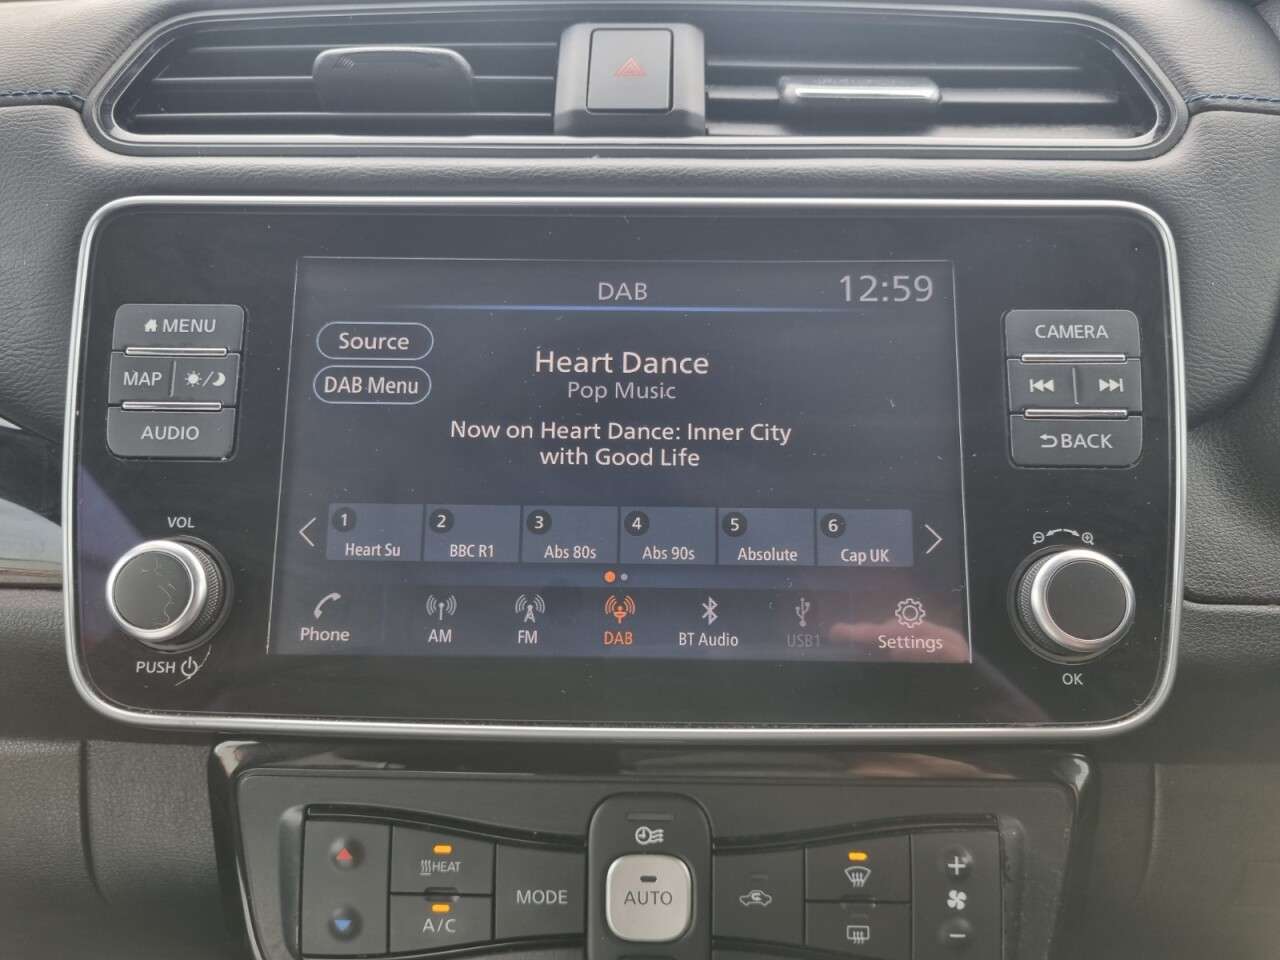 DAB
12:59
MENU
MAP
AUDIO
VOL
PUSH
Source
DAB Menu
Heart Dance
Pop Music
Now on Heart Dance: Inner City
with Good Life
1
Heart Su
2
BBC R1
3
Abs 80s
4
Abs 90s
5
Absolute
6
Cap UK
Phone
AM
FM
DAB
BT Audio
USB1
Settings
CAMERA
BACK
OK
HEAT
A/C
MODE
AUTO
+
−